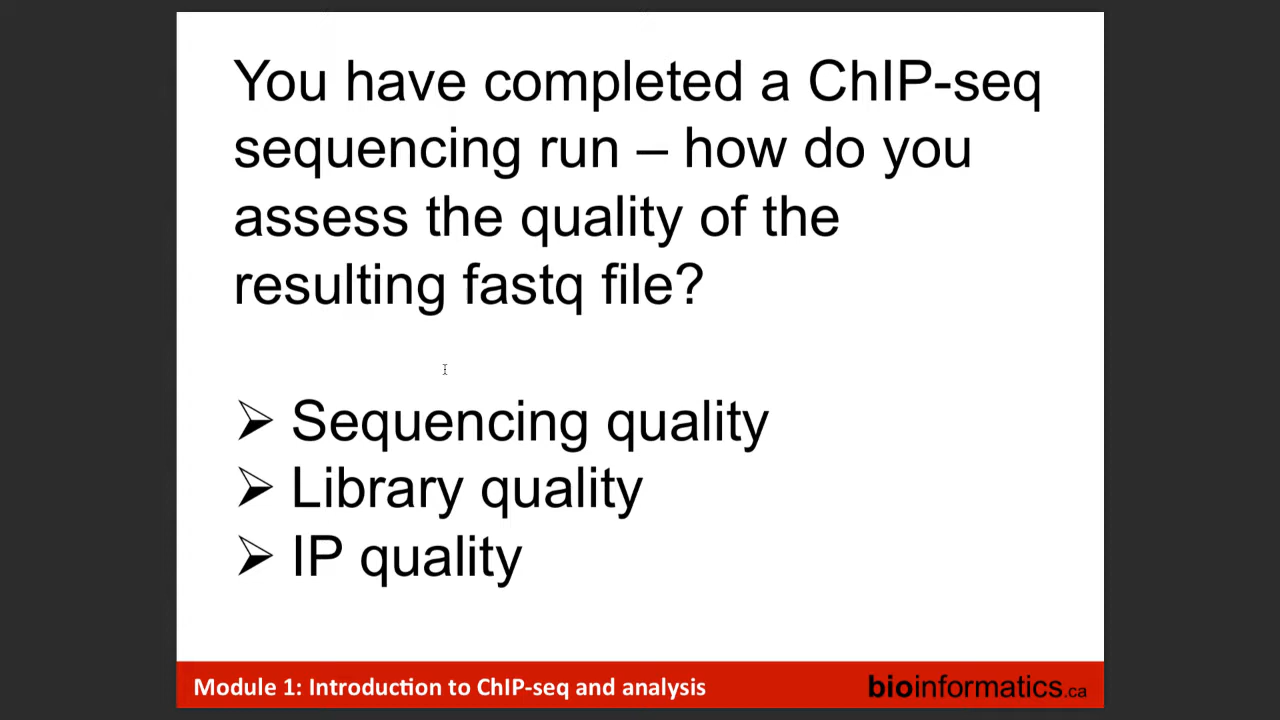 You have completed a ChIP-seq
sequencing run – how do you
assess the quality of the
resulting fastq file?
➢ Sequencing quality
➢ Library quality
➢ IP quality
Module 1: Introduction to ChIP-seq and analysis
bioinformatics.ca